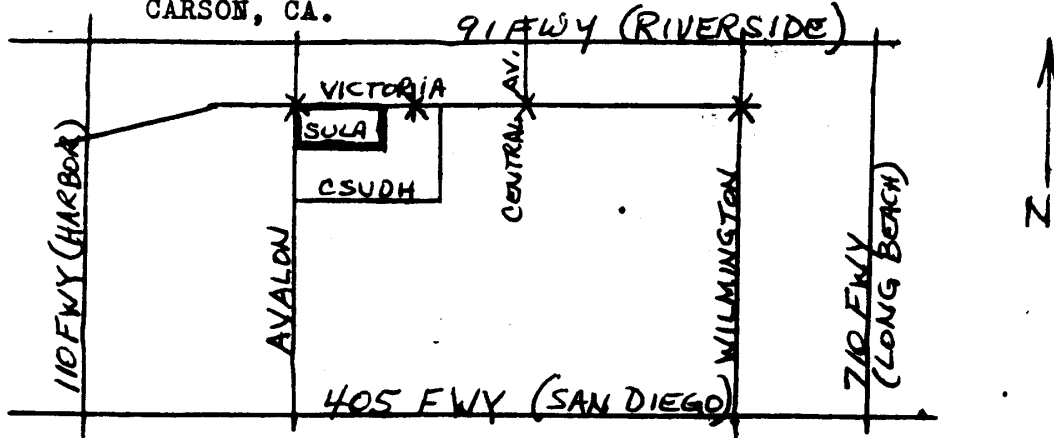 CARSON, CA.
91 FWY (RIVERSIDE)
VICTORIA
CENTRAL AV.
SULA
CSUDH
110 FWY (HARBOR)
AVALON
WILMINGTON
710 FWY
(LONG BEACH)
N
405 FWY (SAN DIEGO)